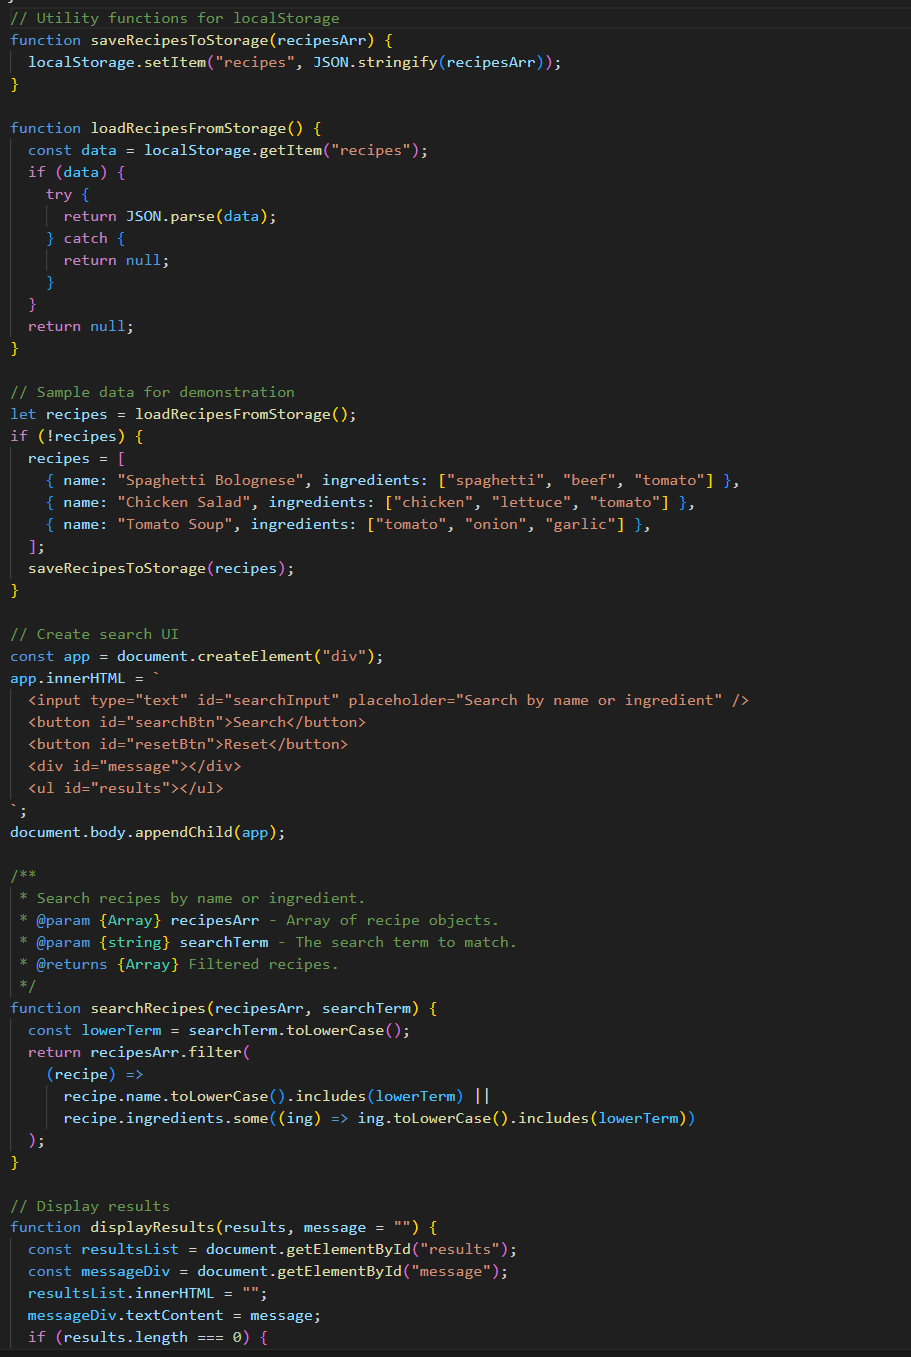 // Utility functions for localStorage
function saveRecipesToStorage(recipesArr) {
  localStorage.setItem("recipes", JSON.stringify(recipesArr));
}

function loadRecipesFromStorage() {
  const data = localStorage.getItem("recipes");
  if (data) {
    try {
      return JSON.parse(data);
    } catch {
      return null;
    }
  }
  return null;
}

// Sample data for demonstration
let recipes = loadRecipesFromStorage();
if (!recipes) {
  recipes = [
    { name: "Spaghetti Bolognese", ingredients: ["spaghetti", "beef", "tomato"] },
    { name: "Chicken Salad", ingredients: ["chicken", "lettuce", "tomato"] },
    { name: "Tomato Soup", ingredients: ["tomato", "onion", "garlic"] },
  ];
  saveRecipesToStorage(recipes);
}

// Create search UI
const app = document.createElement("div");
app.innerHTML = `
  <input type="text" id="searchInput" placeholder="Search by name or ingredient" />
  <button id="searchBtn">Search</button>
  <button id="resetBtn">Reset</button>
  <div id="message"></div>
  <ul id="results"></ul>
`;
document.body.appendChild(app);

/**
 * Search recipes by name or ingredient.
 * @param {Array} recipesArr - Array of recipe objects.
 * @param {string} searchTerm - The search term to match.
 * @returns {Array} Filtered recipes.
 */
function searchRecipes(recipesArr, searchTerm) {
  const lowerTerm = searchTerm.toLowerCase();
  return recipesArr.filter(
    (recipe) =>
      recipe.name.toLowerCase().includes(lowerTerm) ||
      recipe.ingredients.some((ing) => ing.toLowerCase().includes(lowerTerm))
  );
}

// Display results
function displayResults(results, message = "") {
  const resultsList = document.getElementById("results");
  const messageDiv = document.getElementById("message");
  resultsList.innerHTML = "";
  messageDiv.textContent = message;
  if (results.length === 0) {